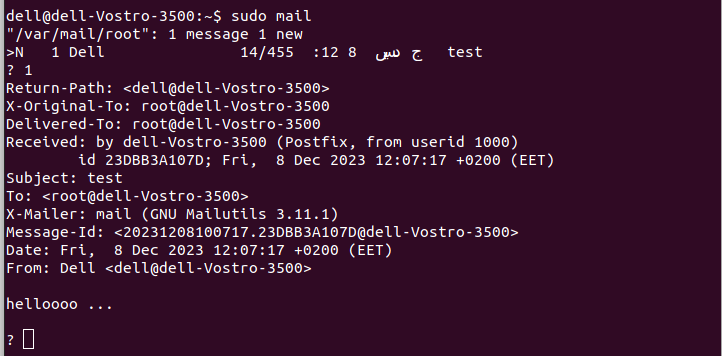 dell@dell-Vostro-3500:~$ sudo mail
"/var/mail/root": 1 message 1 new
>N   1 Dell                 14/455  :12 8  ديس  ج   test
? 1
Return-Path: <dell@dell-Vostro-3500>
X-Original-To: root@dell-Vostro-3500
Delivered-To: root@dell-Vostro-3500
Received: by dell-Vostro-3500 (Postfix, from userid 1000)
        id 23DBB3A107D; Fri,  8 Dec 2023 12:07:17 +0200 (EET)
Subject: test
To: <root@dell-Vostro-3500>
X-Mailer: mail (GNU Mailutils 3.11.1)
Message-Id: <20231208100717.23DBB3A107D@dell-Vostro-3500>
Date: Fri,  8 Dec 2023 12:07:17 +0200 (EET)
From: Dell <dell@dell-Vostro-3500>

helloooo ...

?